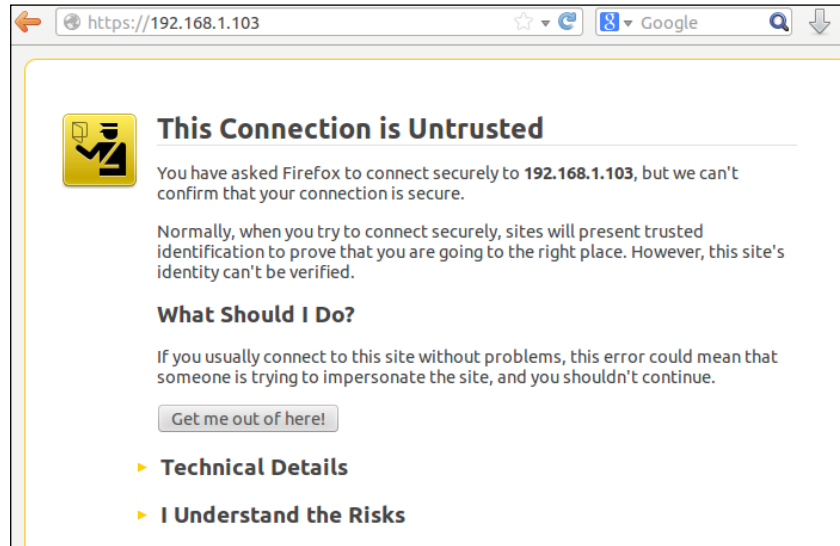 https://192.168.1.103
8 Google
This Connection is Untrusted
You have asked Firefox to connect securely to 192.168.1.103, but we can't
confirm that your connection is secure.
Normally, when you try to connect securely, sites will present trusted
identification to prove that you are going to the right place. However, this site's
identity can't be verified.
What Should I Do?
If you usually connect to this site without problems, this error could mean that
someone is trying to impersonate the site, and you shouldn't continue.
Get me out of here!
Technical Details
I Understand the Risks